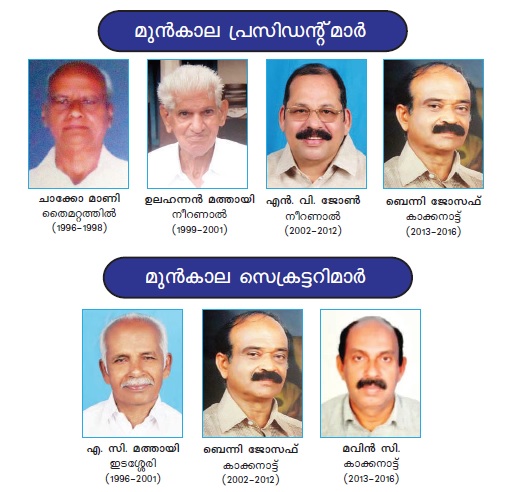 മുൻകാല പ്രസിഡന്റ്മാർ
ചാക്കോ മാണി
തൈമറ്റത്തിൽ
(1996-1998)
ഉലഹന്നൻ മത്തായി
നീറണാൽ
(1999-2001)
എൻ. വി. ജോൺ
നീറണാൽ
(2002-2012)
ബെന്നി ജോസഫ്
കാക്കനാട്ട്
(2013-2016)
മുൻകാല സെക്രട്ടറിമാർ
എ. സി. മത്തായി
ഇടശ്ശേരി
(1996-2001)
ബെന്നി ജോസഫ്
കാക്കനാട്ട്
(2002-2012)
മവിൻ സി.
കാക്കനാട്ട്
(2013-2016)